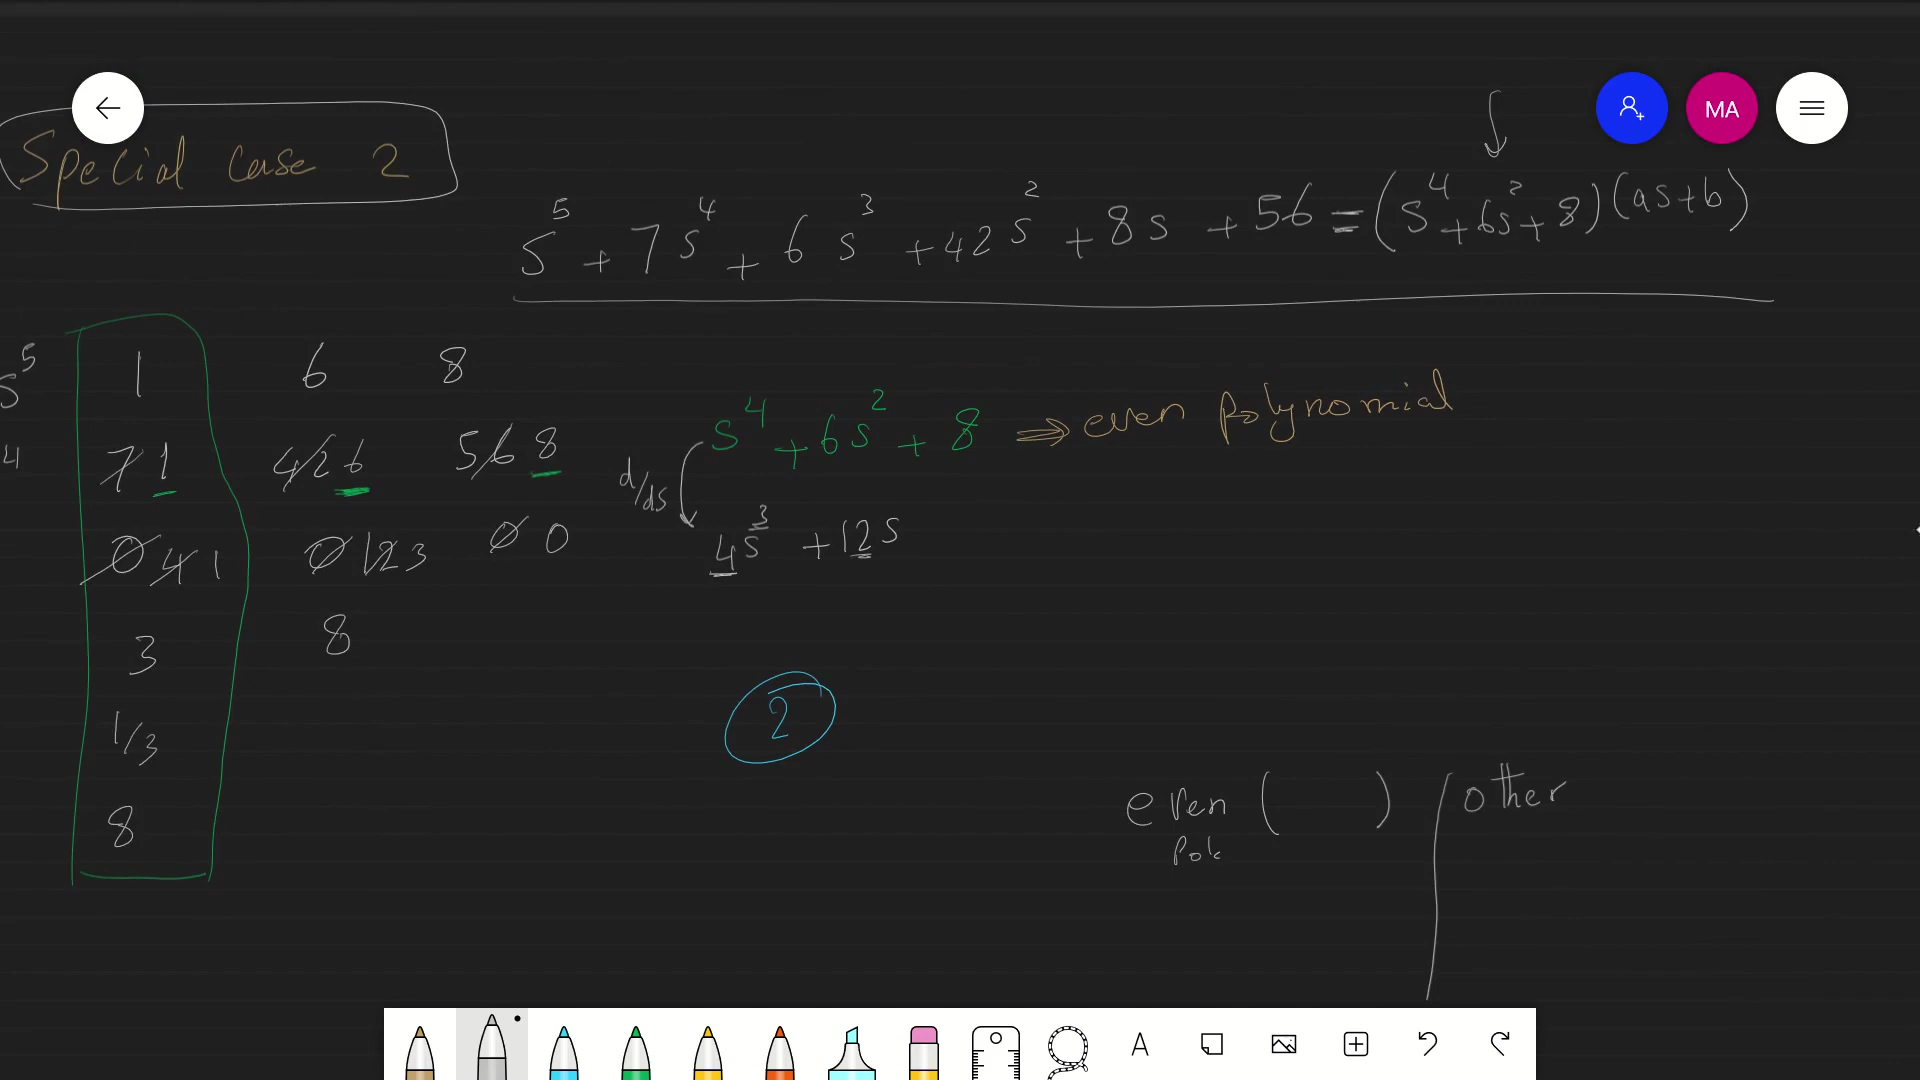 MA
Special case 2
s^5 + 7s^4 + 6s^3 + 42s^2 + 8s + 56 = (s^4 + 6s^2 + 8)(as + b)
s^5 1 6 8
4 7 1 42 6 56 8
s^4 + 6s^2 + 8 ⇒ even polynomial
d/ds
0 4 1 0 12 3 0 0
4s^3 + 12s
3 8
2
1/3
8
even ( ) / other
Pol
A